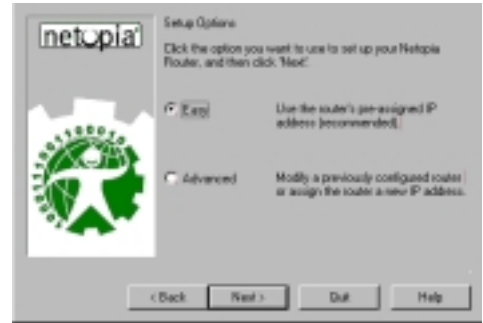 netopia
Setup Options
Click the option you want to use to set up your Netopia
Router, and then click 'Next'.
Easy
Use the router's pre-assigned IP
address (recommended).
Advanced
Modify a previously configured router
or assign the router a new IP address.
1000111100110001010
< Back
Next >
Quit
Help